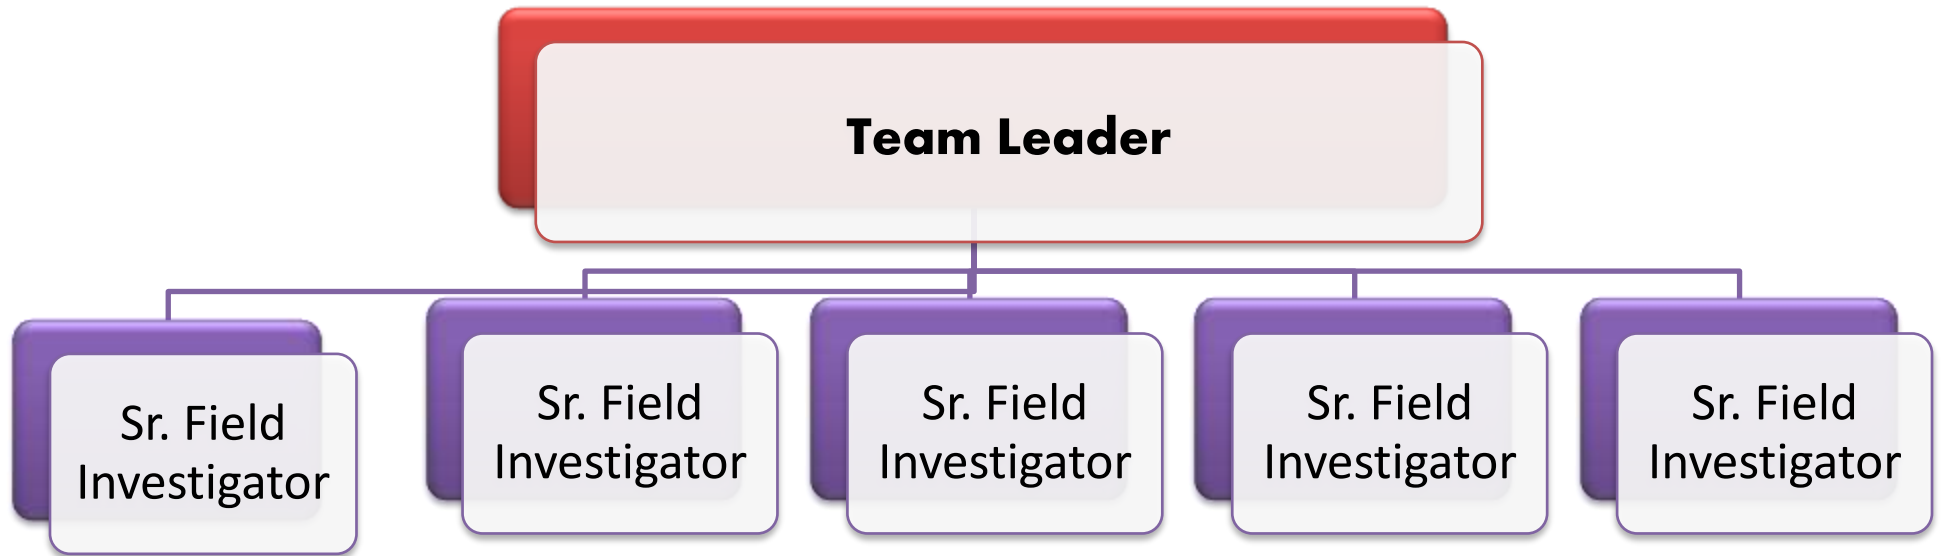 Team Leader
Sr. Field
Investigator
Sr. Field
Investigator
Sr. Field
Investigator
Sr. Field
Investigator
Sr. Field
Investigator